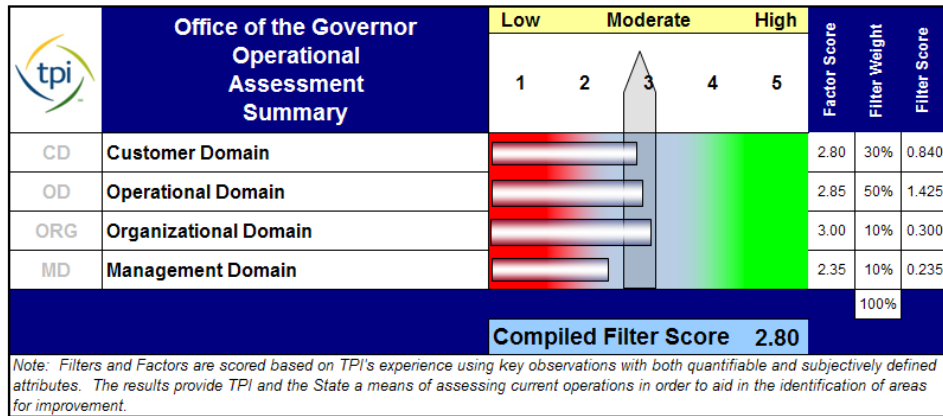 tpi
Office of the Governor
Operational
Assessment
Summary
Low Moderate High
1 2 3 4 5
Factor Score
Filter Weight
Filter Score
CD Customer Domain 2.80 30% 0.840
OD Operational Domain 2.85 50% 1.425
ORG Organizational Domain 3.00 10% 0.300
MD Management Domain 2.35 10% 0.235
100%
Compiled Filter Score 2.80
Note: Filters and Factors are scored based on TPI's experience using key observations with both quantifiable and subjectively defined
attributes. The results provide TPI and the State a means of assessing current operations in order to aid in the identification of areas
for improvement.